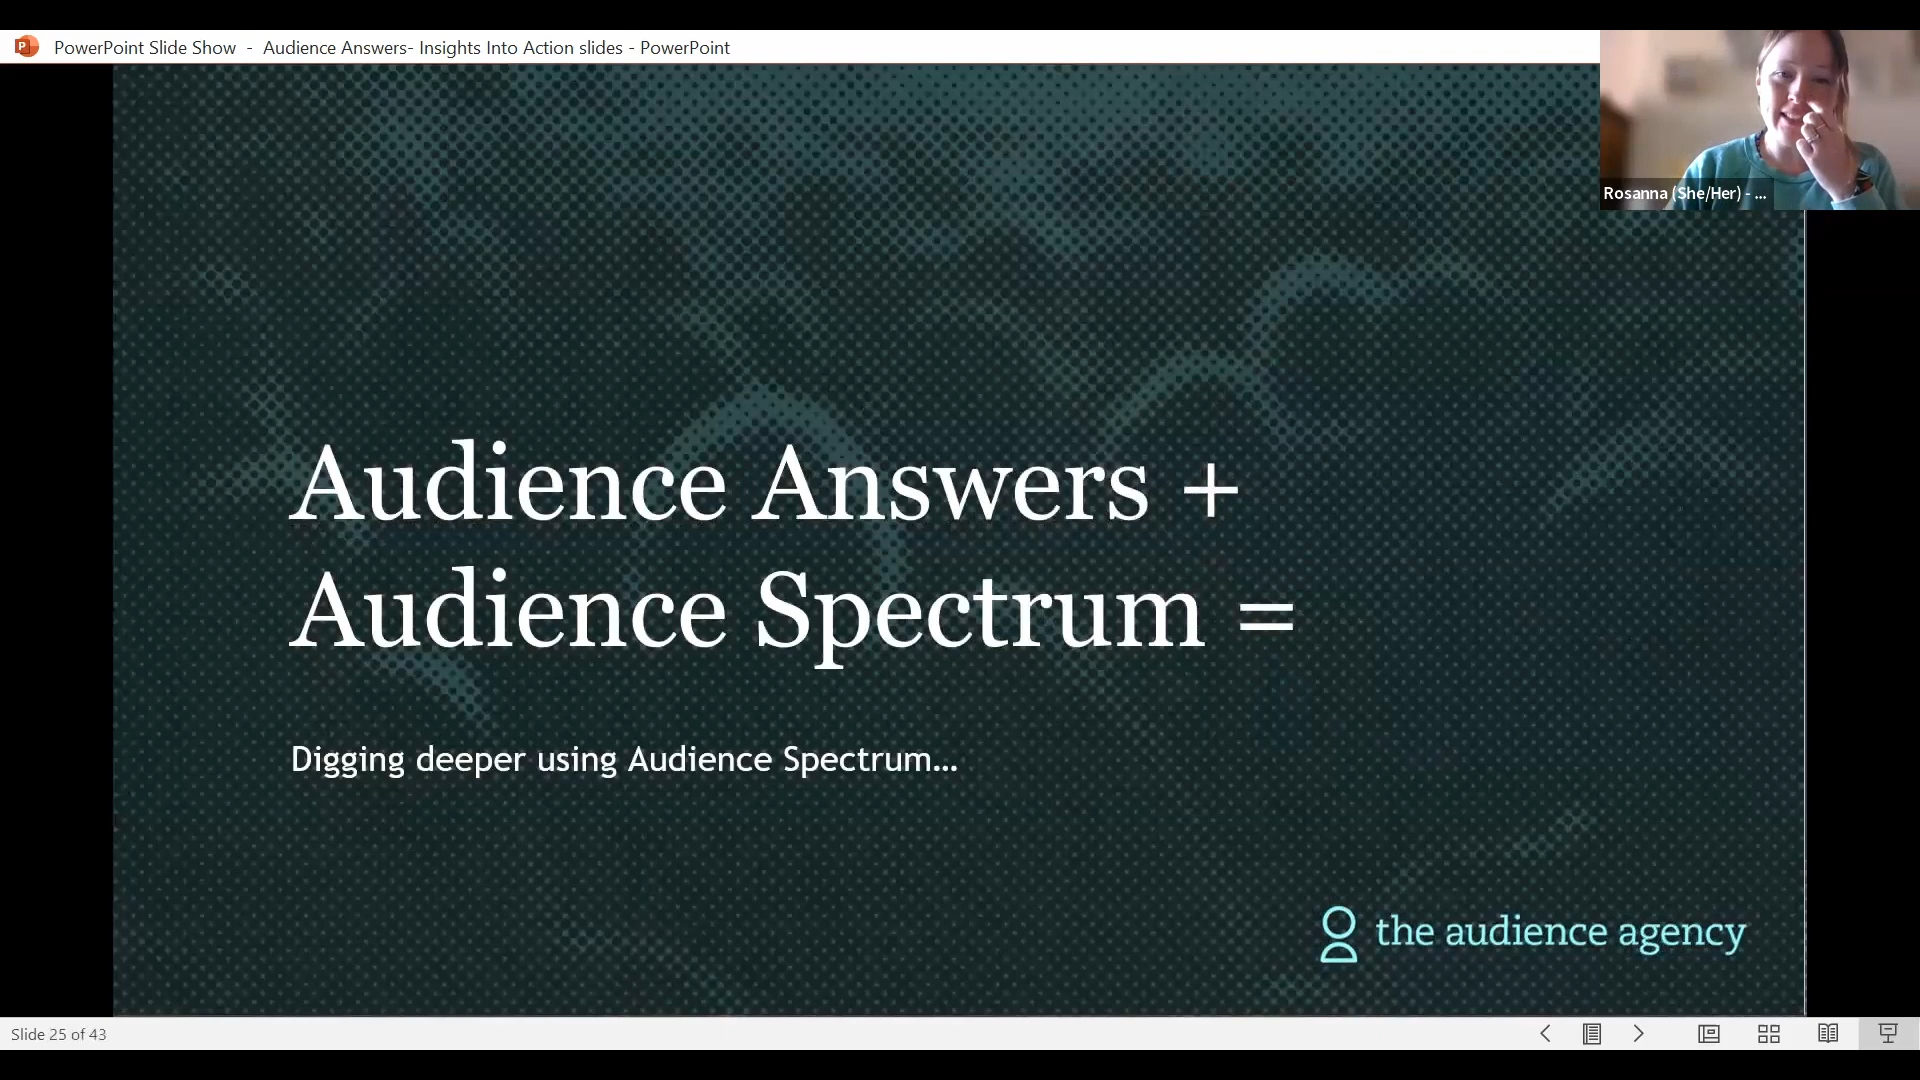 PowerPoint Slide Show - Audience Answers- Insights Into Action slides - PowerPoint
Rosanna (She/Her) - ...
Audience Answers +
Audience Spectrum =
Digging deeper using Audience Spectrum...
the audience agency
Slide 25 of 43